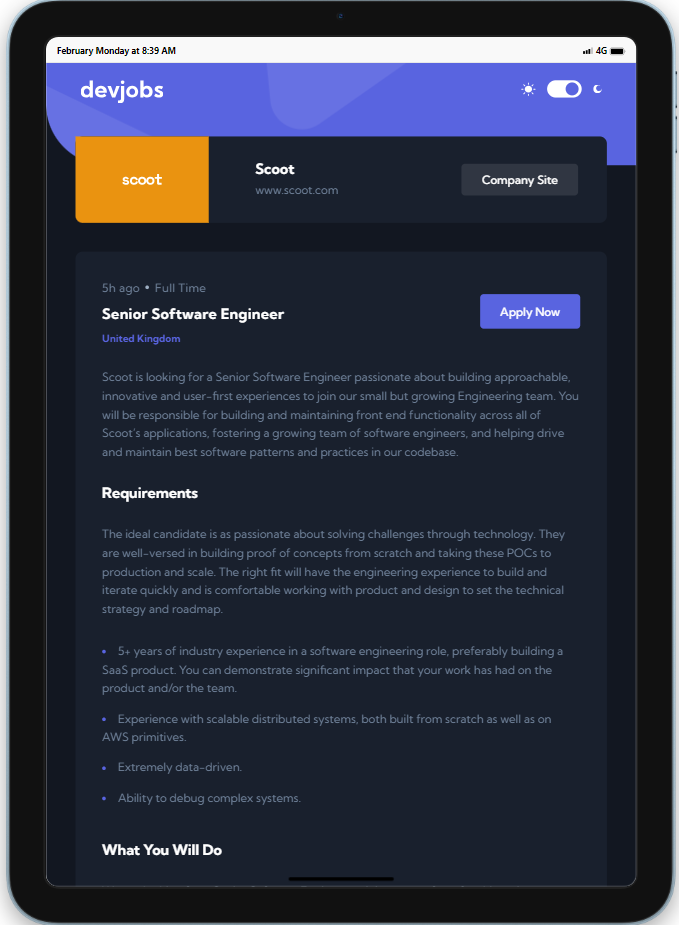 February Monday at 8:39 AM
4G
devjobs
scoot
Scoot
www.scoot.com
Company Site
5h ago • Full Time
Senior Software Engineer
Apply Now
United Kingdom
Scoot is looking for a Senior Software Engineer passionate about building approachable,
innovative and user-first experiences to join our small but growing Engineering team. You
will be responsible for building and maintaining front end functionality across all of
Scoot's applications, fostering a growing team of software engineers, and helping drive
and maintain best software patterns and practices in our codebase.
Requirements
The ideal candidate is as passionate about solving challenges through technology. They
are well-versed in building proof of concepts from scratch and taking these POCs to
production and scale. The right fit will have the engineering experience to build and
iterate quickly and is comfortable working with product and design to set the technical
strategy and roadmap.
• 5+ years of industry experience in a software engineering role, preferably building a
SaaS product. You can demonstrate significant impact that your work has had on the
product and/or the team.
• Experience with scalable distributed systems, both built from scratch as well as on
AWS primitives.
• Extremely data-driven.
• Ability to debug complex systems.
What You Will Do